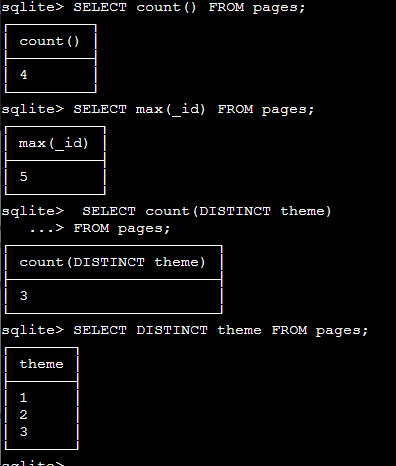 sqlite> SELECT count() FROM pages;
count()
4
sqlite> SELECT max(_id) FROM pages;
max(_id)
5
sqlite>  SELECT count(DISTINCT theme)
...> FROM pages;
count(DISTINCT theme)
3
sqlite> SELECT DISTINCT theme FROM pages;
theme
1
2
3
sqlite>